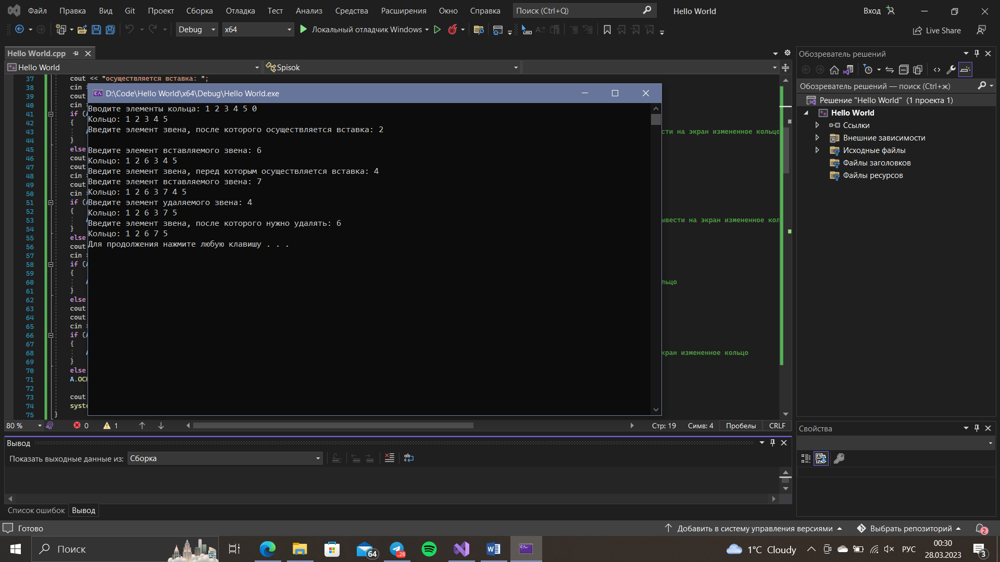 Файл Правка Вид Git Проект Сборка Отладка Тест Анализ Средства Расширения Окно Справка Поиск (Ctrl+Q) Hello World Вход
Debug x64 Локальный отладчик Windows Live Share
Hello World.cpp
Hello World Spisok
Обозреватель решений
Обозреватель решений — поиск (Ctrl+ж)
Решение "Hello World" (1 проекта 1)
Hello World
Ссылки
Внешние зависимости
Исходные файлы
Файлы заголовков
Файлы ресурсов
37 cout << "осуществляется вставка: ";
38 cin >
39 cout
40 cin >
41 if (
42 {
43
44 }
45 else
46 cout
47 cout
48 cin >
49 cout
50 cin >
51 if (
52 {
53
54 }
55 else
56 cout
57 cin >
58 if (
59 {
60
61 }
62 else
63 cout
64 cout
65 cin >
66 if (
67 {
68
69 }
70 else
71 A.OCH
72
73 cout
74 syste
75 }
сти на экран измененное кольцо
вывести на экран измененное кол
льцо
кран измененное кольцо
D:\Code\Hello World\x64\Debug\Hello World.exe
Вводите элементы кольца: 1 2 3 4 5 0
Кольцо: 1 2 3 4 5
Введите элемент звена, после которого осуществляется вставка: 2
Введите элемент вставляемого звена: 6
Кольцо: 1 2 6 3 4 5
Введите элемент звена, перед которым осуществляется вставка: 4
Введите элемент вставляемого звена: 7
Кольцо: 1 2 6 3 7 4 5
Введите элемент удаляемого звена: 4
Кольцо: 1 2 6 3 7 5
Введите элемент звена, после которого нужно удалять: 6
Кольцо: 1 2 6 7 5
Для продолжения нажмите любую клавишу . . .
80 % 0 1 Стр: 19 Симв: 4 Пробелы CRLF
Вывод
Показать выходные данные из: Сборка
Список ошибок Вывод
Свойства
Готово Добавить в систему управления версиями Выбрать репозиторий 2
Поиск 64 ..28 1°C Cloudy РУС 00:30
28.03.2023 3